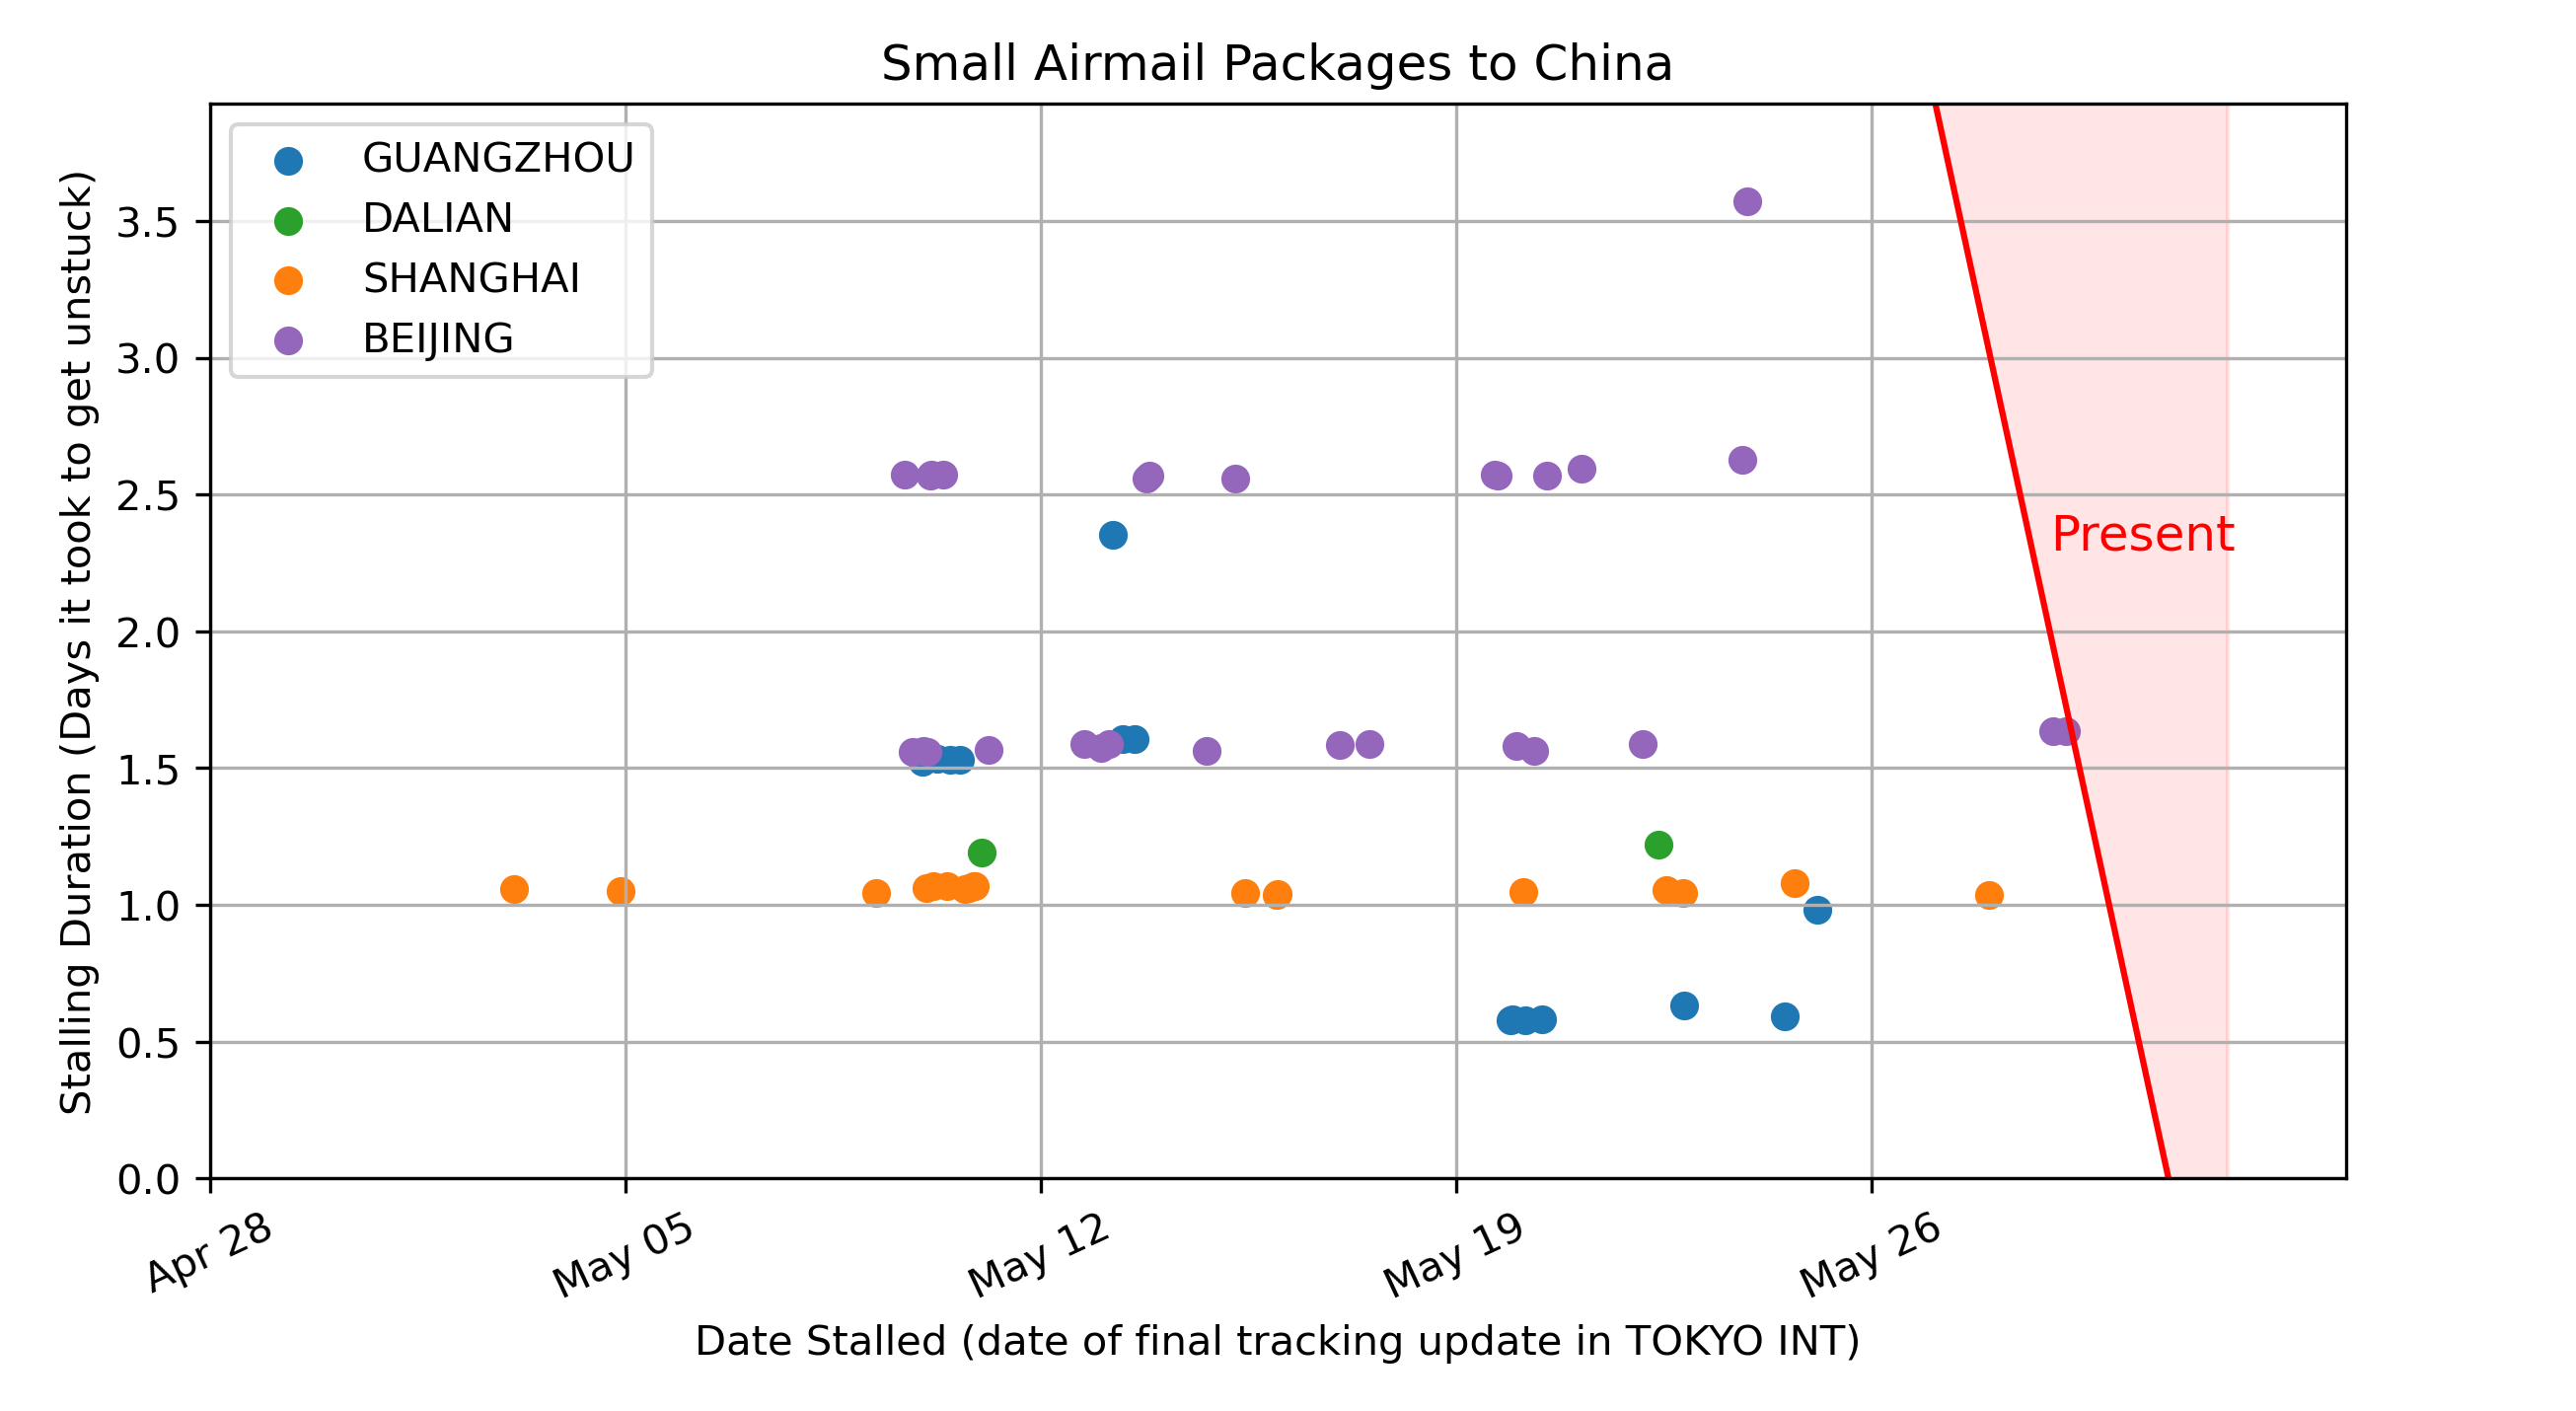 Small Airmail Packages to China
GUANGZHOU
DALIAN
SHANGHAI
BEIJING
Stalling Duration (Days it took to get unstuck)
3.5
3.0
2.5
2.0
1.5
1.0
0.5
0.0
Present
Apr 28
May 05
May 12
May 19
May 26
Date Stalled (date of final tracking update in TOKYO INT)